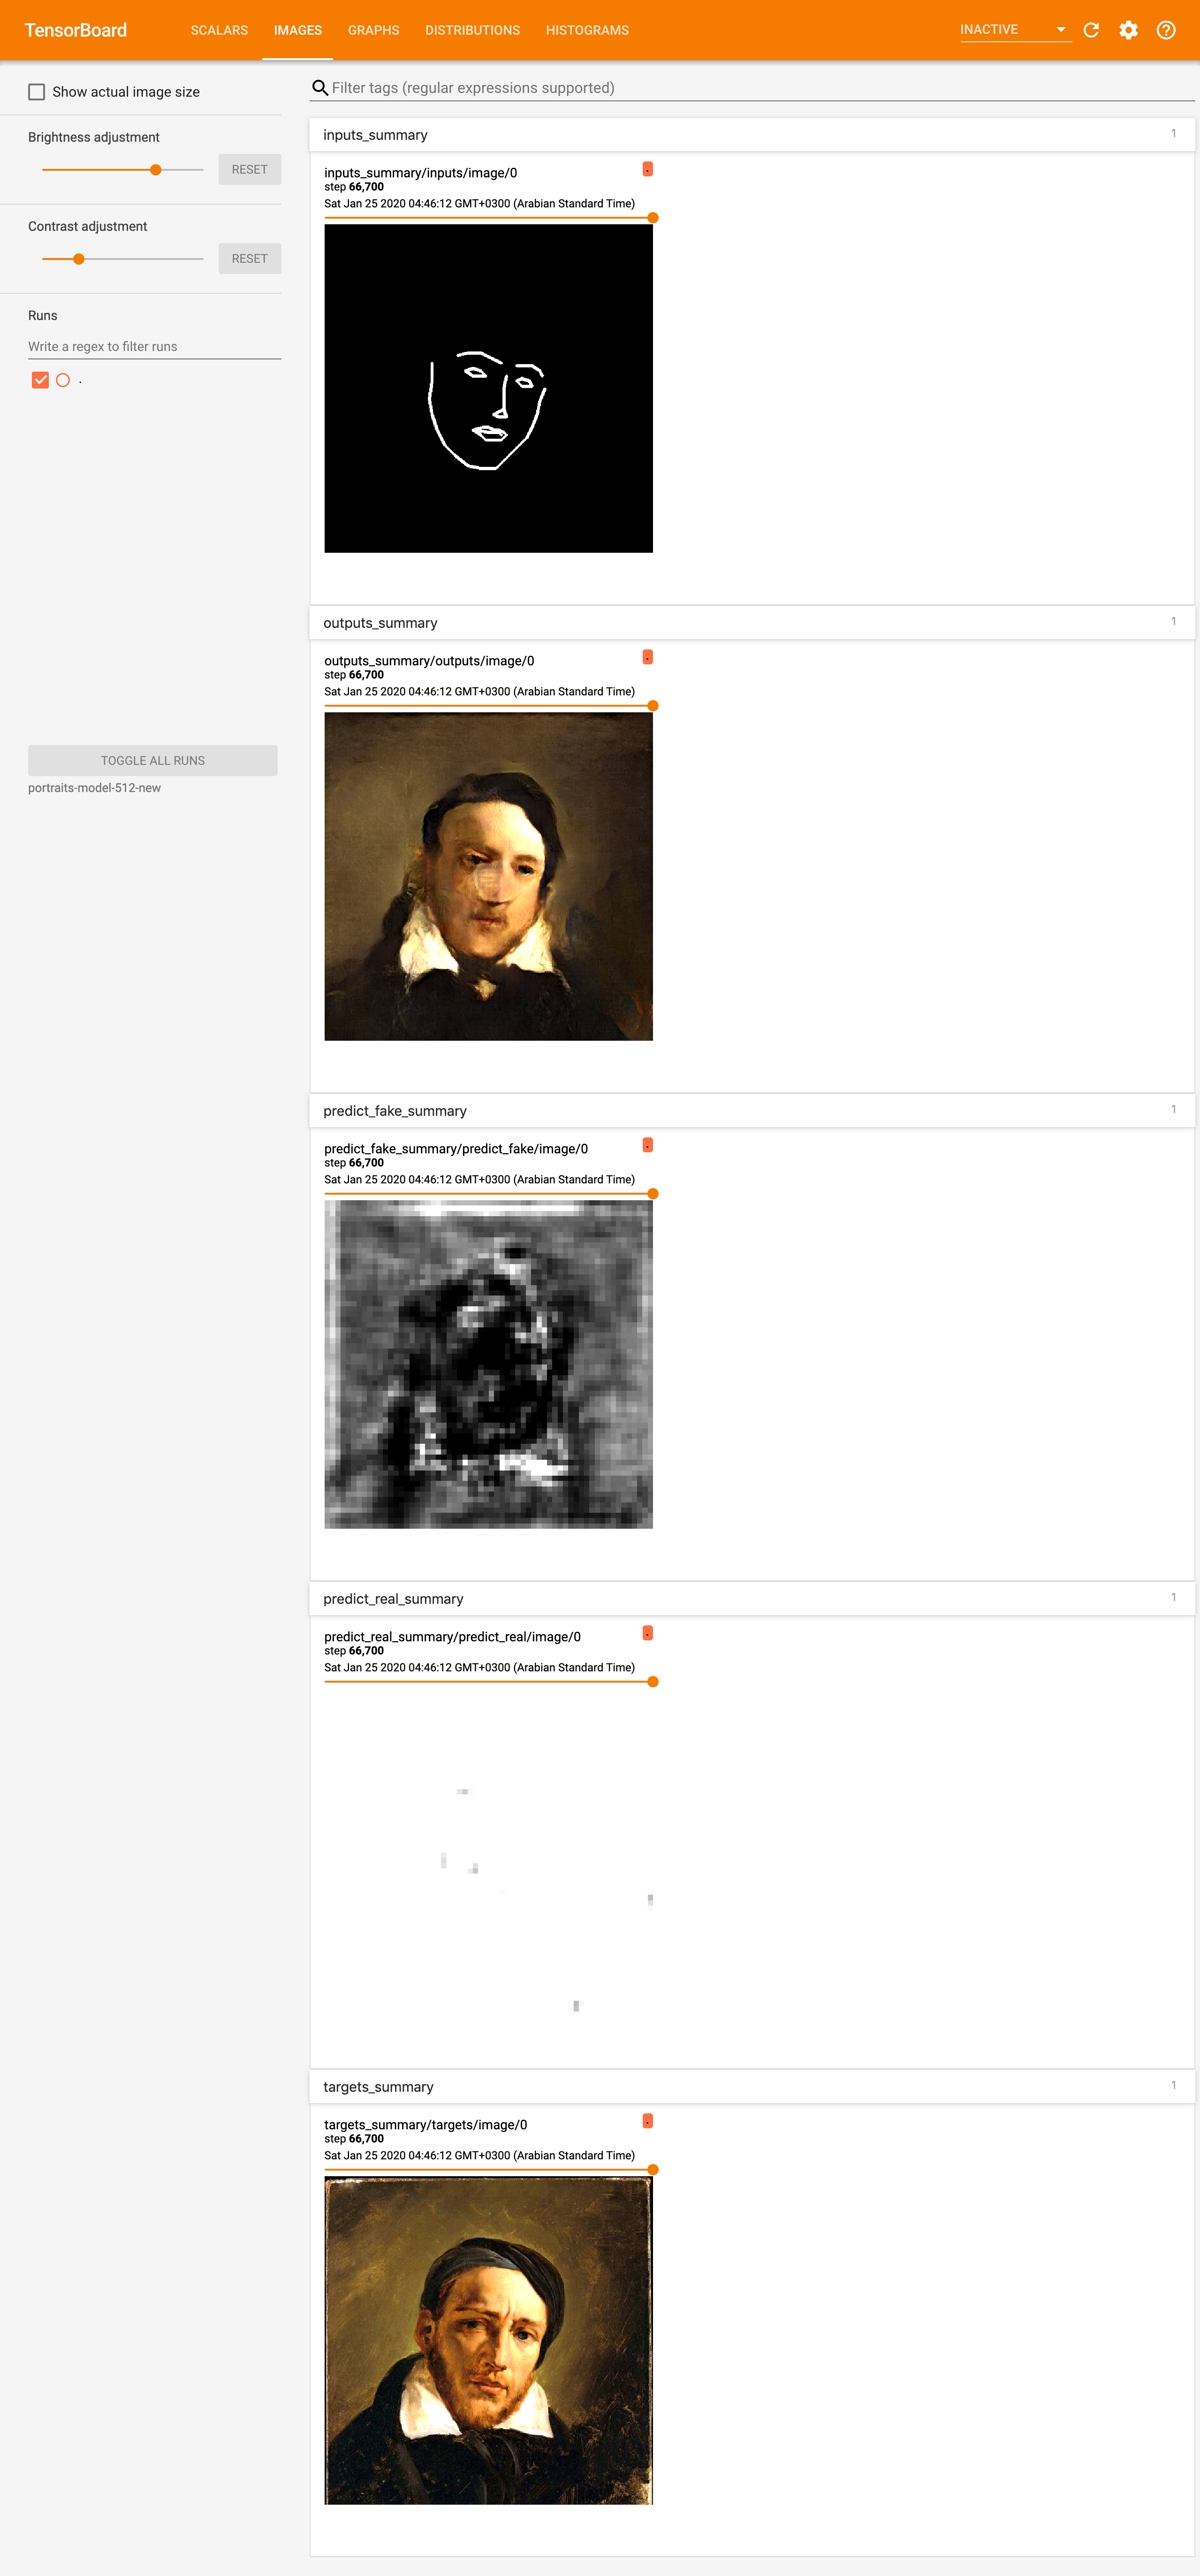 TensorBoard
SCALARS
IMAGES
GRAPHS
DISTRIBUTIONS
HISTOGRAMS
INACTIVE
Show actual image size
Brightness adjustment
RESET
Contrast adjustment
RESET
Runs
Write a regex to filter runs
.
TOGGLE ALL RUNS
portraits-model-512-new
Filter tags (regular expressions supported)
inputs_summary
1
inputs_summary/inputs/image/0
.
step 66,700
Sat Jan 25 2020 04:46:12 GMT+0300 (Arabian Standard Time)
outputs_summary
1
outputs_summary/outputs/image/0
.
step 66,700
Sat Jan 25 2020 04:46:12 GMT+0300 (Arabian Standard Time)
predict_fake_summary
1
predict_fake_summary/predict_fake/image/0
.
step 66,700
Sat Jan 25 2020 04:46:12 GMT+0300 (Arabian Standard Time)
predict_real_summary
1
predict_real_summary/predict_real/image/0
.
step 66,700
Sat Jan 25 2020 04:46:12 GMT+0300 (Arabian Standard Time)
targets_summary
1
targets_summary/targets/image/0
.
step 66,700
Sat Jan 25 2020 04:46:12 GMT+0300 (Arabian Standard Time)